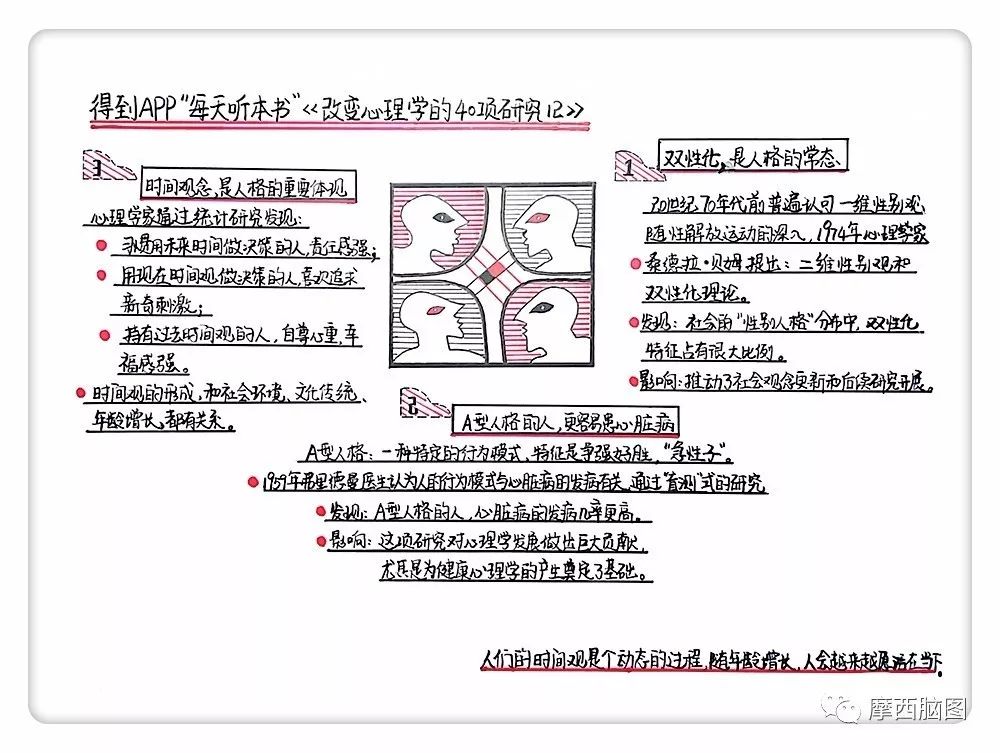 得到APP“每天听本书”《改变心理学的40项研究12》
1
双性化，是人格的常态
20世纪70年代前普遍认同一维性别观，
随性解放运动的深入，1974年心理学家
桑德拉·贝姆提出：二维性别观和
双性化理论。
发现：社会的“性别人格”分布中，双性化
特征占有很大比例。
影响：推动了社会观念更新和后续研究开展。
2
A型人格的人，更容易患心脏病
A型人格：一种特定的行为模式，特征是争强好胜，“急性子”。
1959年弗里德曼医生认为人的行为模式与心脏病的发病有关，通过“盲测”式的研究
发现：A型人格的人，心脏病的发病几率更高。
影响：这项研究对心理学发展做出巨大贡献，
尤其是为健康心理学的产生奠定了基础。
3
时间观念，是人格的重要体现
心理学家通过统计研究发现：
习惯用未来时间做决策的人，责任感强；
用现在时间观做决策的人，喜欢追求
新奇刺激；
持有过去时间观的人，自尊心重，幸
福感强。
时间观的形成，和社会环境、文化传统、
年龄增长，都有关系。
人们的时间观是个动态的过程，随年龄增长，人会越来越愿活在当下。
摩西脑图